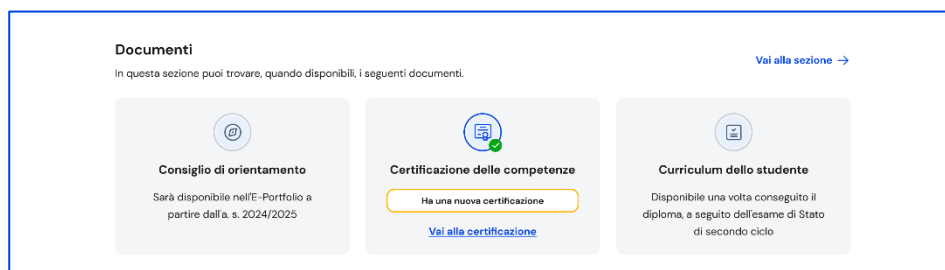 Documenti
In questa sezione puoi trovare, quando disponibili, i seguenti documenti.
Vai alla sezione →
Consiglio di orientamento
Sarà disponibile nell'E-Portfolio a
partire dall'a. s. 2024/2025
Certificazione delle competenze
Ha una nuova certificazione
Vai alla certificazione
Curriculum dello studente
Disponibile una volta conseguito il
diploma, a seguito dell'esame di Stato
di secondo ciclo